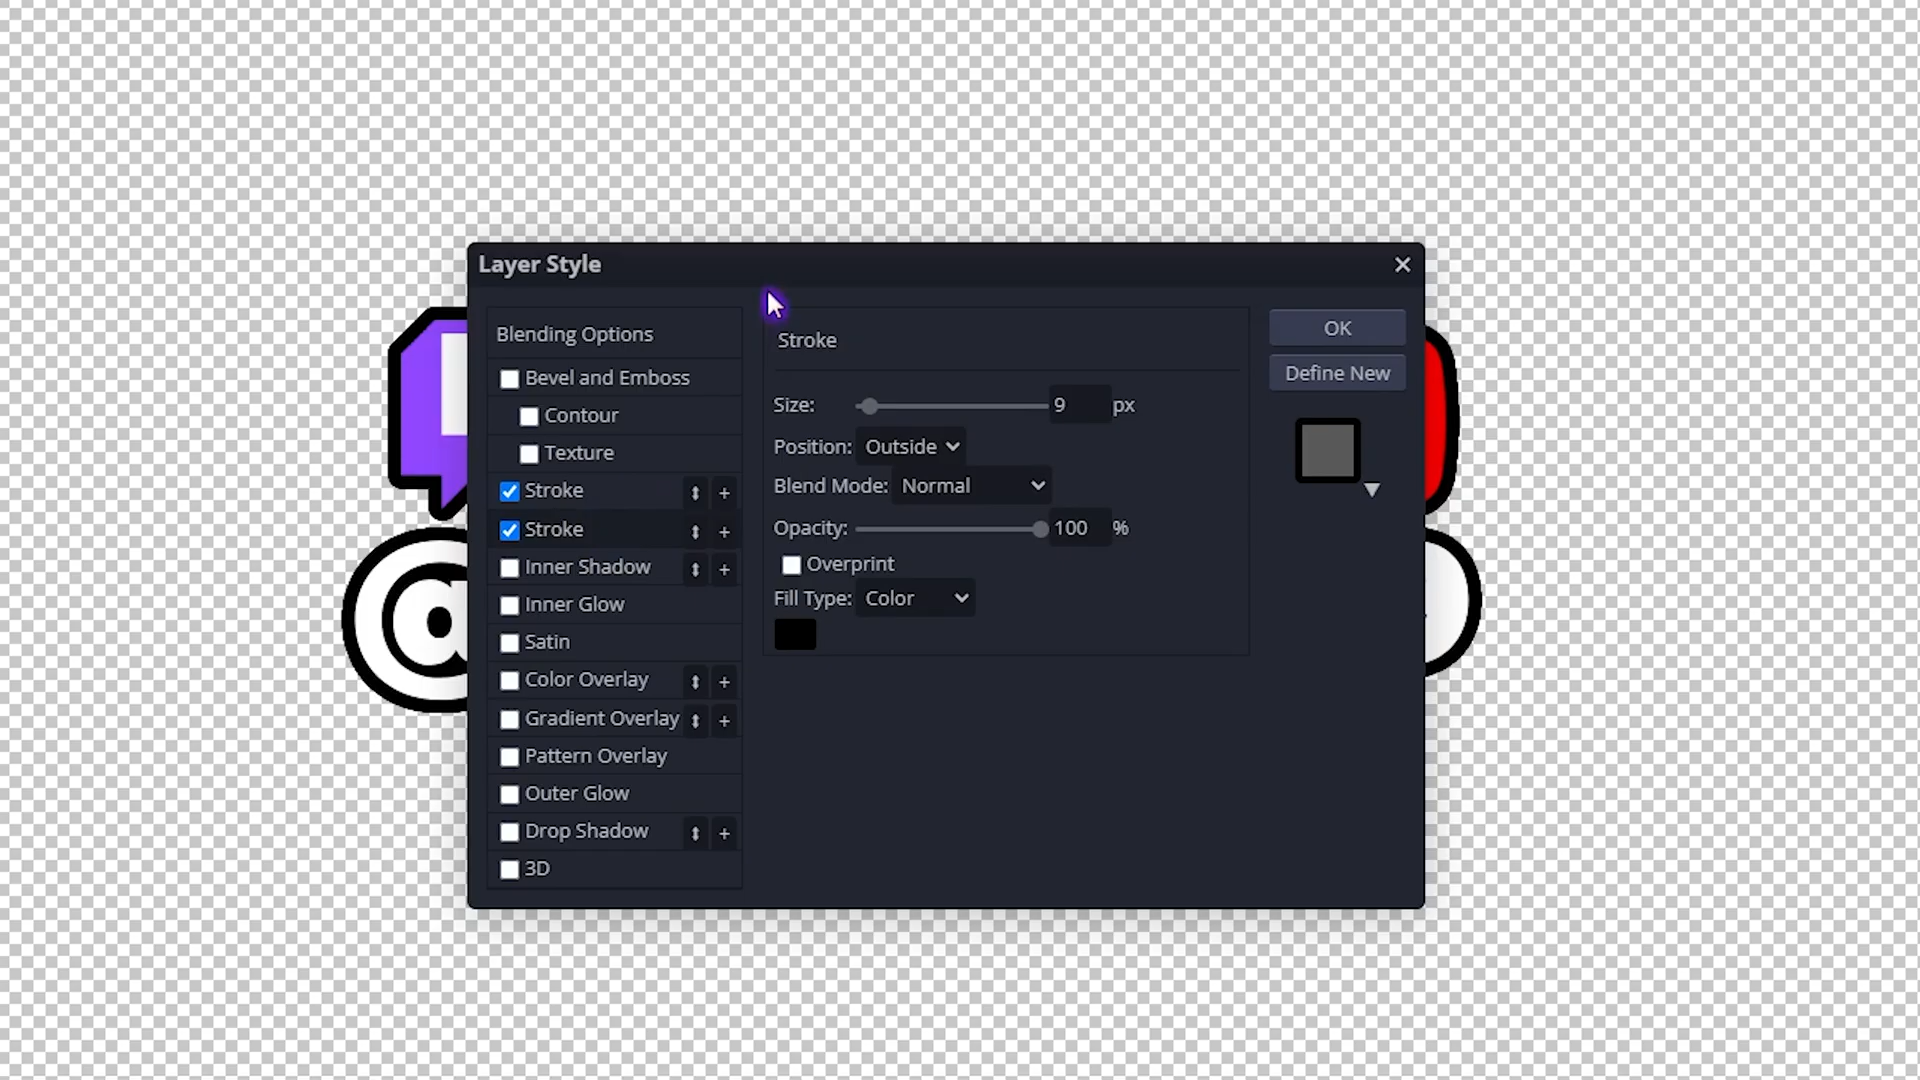 Layer Style
Blending Options
Bevel and Emboss
Contour
Texture
Stroke
Stroke
Inner Shadow
Inner Glow
Satin
Color Overlay
Gradient Overlay
Pattern Overlay
Outer Glow
Drop Shadow
3D
Stroke
Size: 9 px
Position: Outside
Blend Mode: Normal
Opacity: 100 %
Overprint
Fill Type: Color
OK
Define New
@